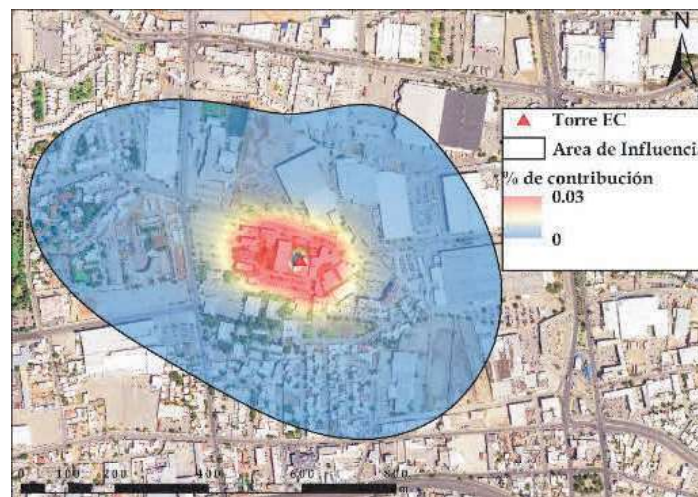 N
Torre EC
Area de Influenci
% de contribución
0.03
0
0 100 200 400 600 800
m